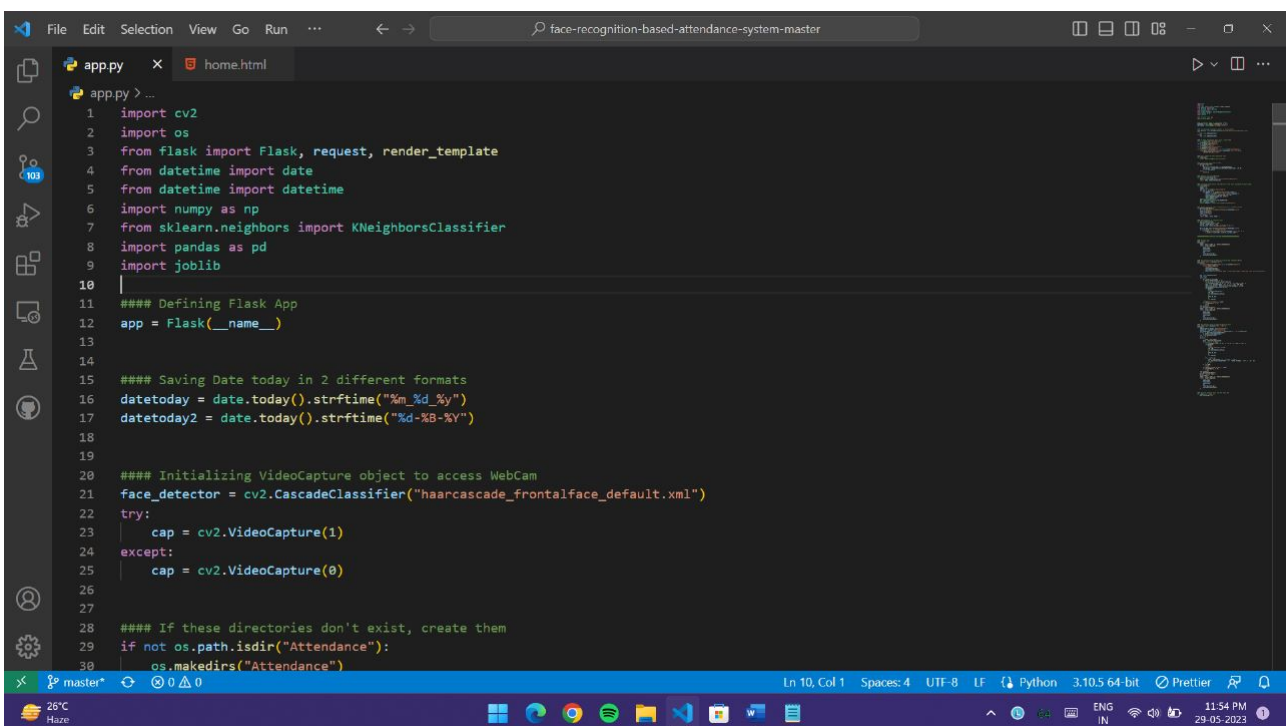 File Edit Selection View Go Run ··· ← → face-recognition-based-attendance-system-master
app.py × home.html
app.py > ...
1 import cv2
2 import os
3 from flask import Flask, request, render_template
4 from datetime import date
5 from datetime import datetime
6 import numpy as np
7 from sklearn.neighbors import KNeighborsClassifier
8 import pandas as pd
9 import joblib
10
11 #### Defining Flask App
12 app = Flask(__name__)
13
14
15 #### Saving Date today in 2 different formats
16 datetoday = date.today().strftime("%m_%d_%y")
17 datetoday2 = date.today().strftime("%d-%B-%Y")
18
19
20 #### Initializing VideoCapture object to access WebCam
21 face_detector = cv2.CascadeClassifier("haarcascade_frontalface_default.xml")
22 try:
23     cap = cv2.VideoCapture(1)
24 except:
25     cap = cv2.VideoCapture(0)
26
27
28 #### If these directories don't exist, create them
29 if not os.path.isdir("Attendance"):
30     os.makedirs("Attendance")
103
master* 0 0 Ln 10, Col 1 Spaces: 4 UTF-8 LF Python 3.10.5 64-bit Prettier
26°C
Haze
ENG
IN
11:54 PM
29-05-2023
1